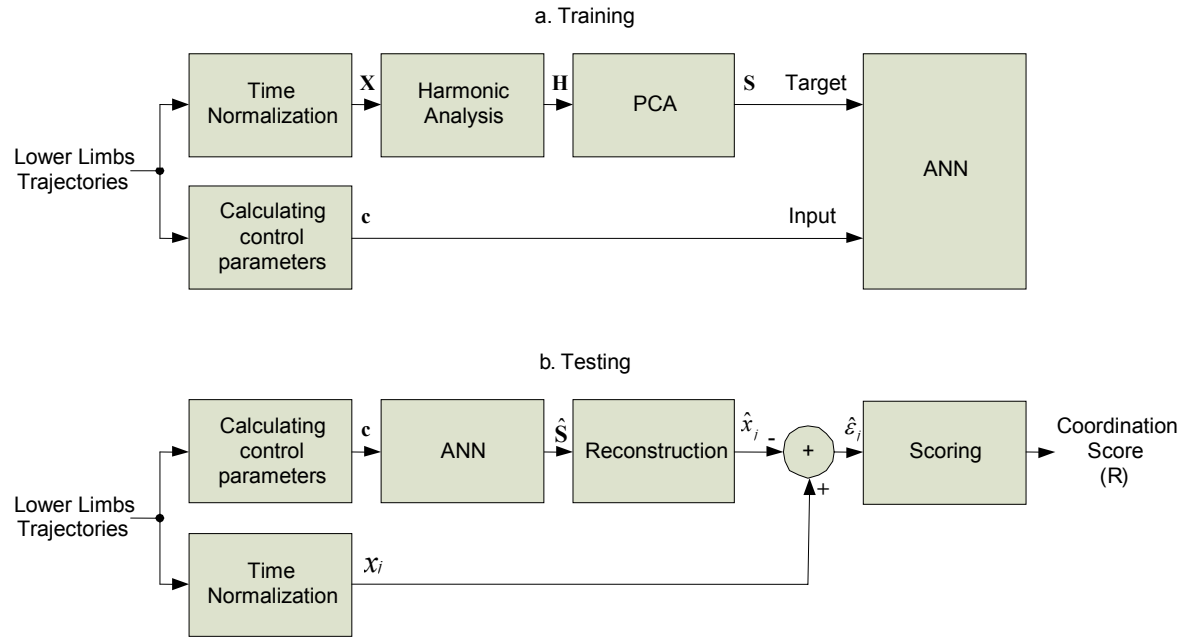 a. Training
Time
Normalization
X
Harmonic
Analysis
H
PCA
S
Target
Lower Limbs
Trajectories
ANN
Calculating
control
parameters
c
Input
b. Testing
Calculating
control
parameters
c
ANN
Ŝ
Reconstruction
x̂ⱼ
-
+
+
ε̂ⱼ
Scoring
Coordination
Score
(R)
Lower Limbs
Trajectories
Time
Normalization
xⱼ